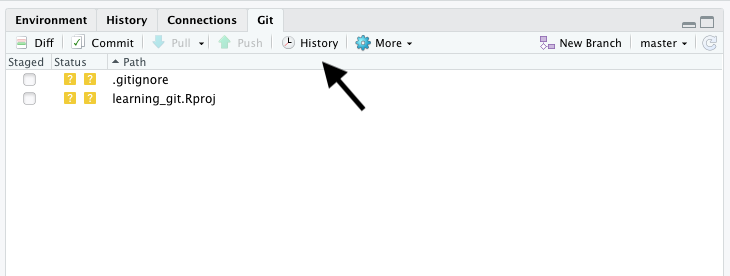 Environment History Connections Git
Diff Commit Pull Push History More New Branch master
Staged Status Path
? ? .gitignore
? ? learning_git.Rproj